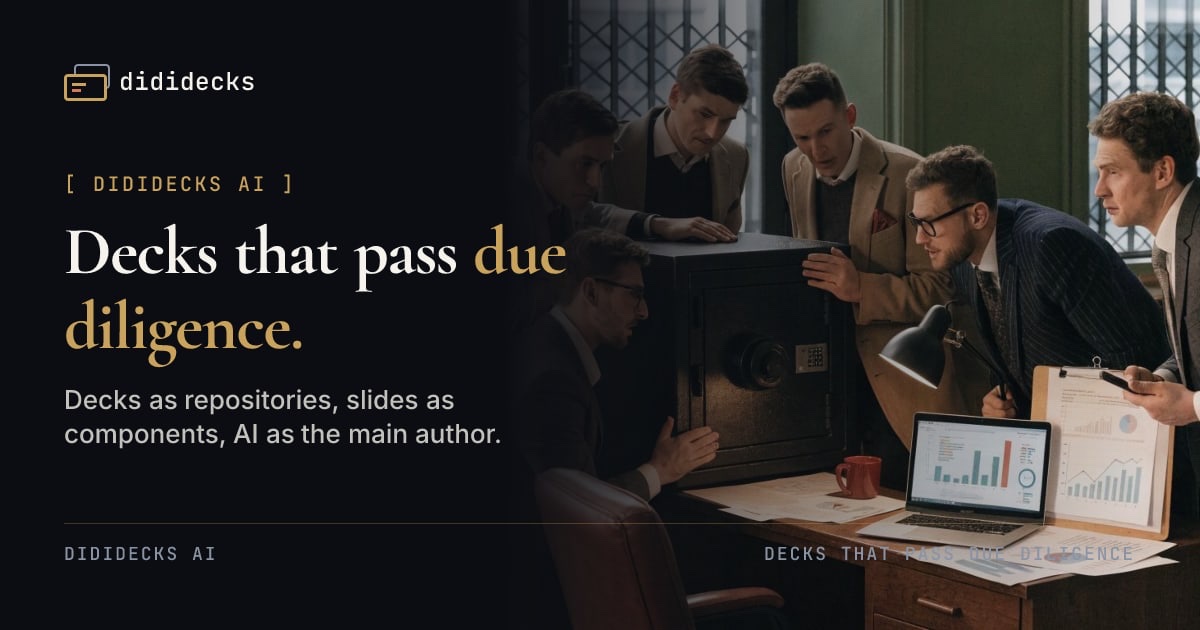 dididecks
[ DIDIDECKS AI ]
Decks that pass due
diligence.
Decks as repositories, slides as
components, AI as the main author.
DIDIDECKS AI
DECKS THAT PASS DUE DILIGENCE